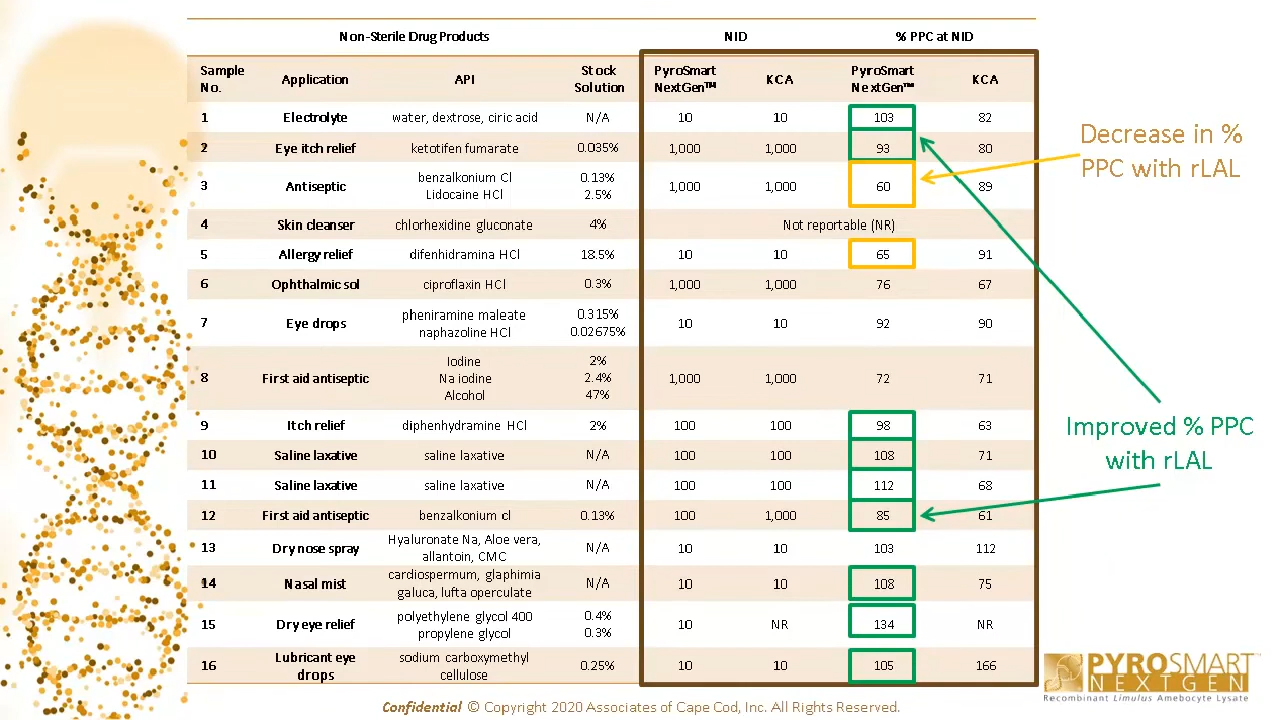 Non-Sterile Drug Products NID % PPC at NID
Sample No. Application API Stock Solution PyroSmart NextGen™ KCA PyroSmart NextGen™ KCA
1 Electrolyte water, dextrose, ciric acid N/A 10 10 103 82
2 Eye itch relief ketotifen fumarate 0.035% 1,000 1,000 93 80
3 Antiseptic benzalkonium Cl Lidocaine HCl 0.13% 2.5% 1,000 1,000 60 89
4 Skin cleanser chlorhexidine gluconate 4% Not reportable (NR)
5 Allergy relief difenhidramina HCl 18.5% 10 10 65 91
6 Ophthalmic sol ciproflaxin HCl 0.3% 1,000 1,000 76 67
7 Eye drops pheniramine maleate naphazoline HCl 0.315% 0.02675% 10 10 92 90
8 First aid antiseptic Iodine Na iodine Alcohol 2% 2.4% 47% 1,000 1,000 72 71
9 Itch relief diphenhydramine HCl 2% 100 100 98 63
10 Saline laxative saline laxative N/A 100 100 108 71
11 Saline laxative saline laxative N/A 100 100 112 68
12 First aid antiseptic benzalkonium cl 0.13% 100 1,000 85 61
13 Dry nose spray Hyaluronate Na, Aloe vera, allantoin, CMC N/A 10 10 103 112
14 Nasal mist cardiospermum, glaphimia galuca, lufta operculate N/A 10 10 108 75
15 Dry eye relief polyethylene glycol 400 propylene glycol 0.4% 0.3% 10 NR 134 NR
16 Lubricant eye drops sodium carboxymethyl cellulose 0.25% 10 10 105 166
Decrease in %
PPC with rLAL
Improved % PPC
with rLAL
PYROSMART
NEXTGEN
Recombinant Limulus Amebocyte Lysate
Confidential © Copyright 2020 Associates of Cape Cod, Inc. All Rights Reserved.